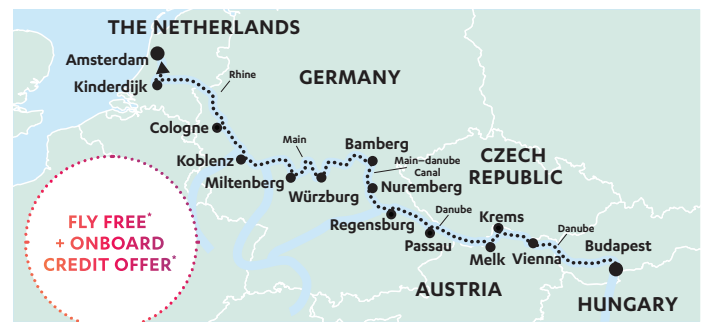 THE NETHERLANDS
Amsterdam
Kinderdijk
Rhine
GERMANY
Cologne
Koblenz
Main
Miltenberg
Würzburg
Bamberg
Main–danube
Canal
CZECH
REPUBLIC
Nuremberg
Regensburg
Danube
Passau
Krems
Melk
Vienna
Danube
Budapest
AUSTRIA
HUNGARY
FLY FREE*
+ ONBOARD
CREDIT OFFER*